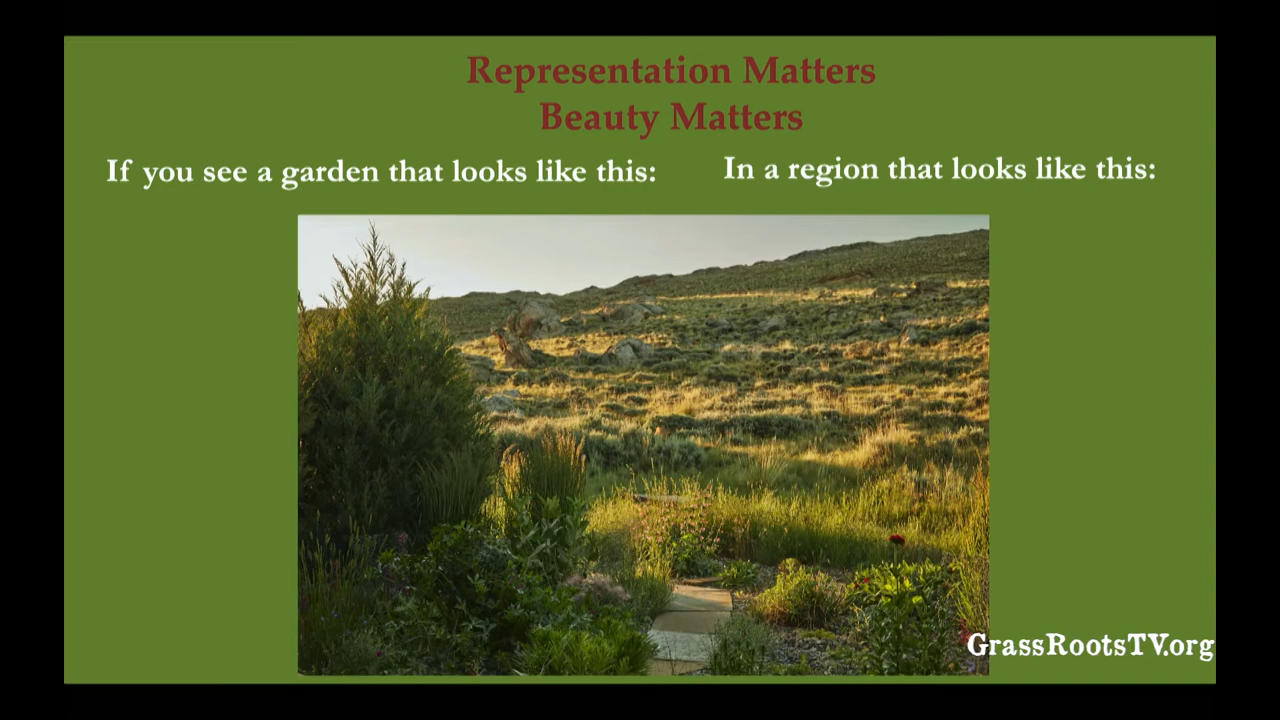 Representation Matters
Beauty Matters
If you see a garden that looks like this:
In a region that looks like this:
GrassRootsTV.org